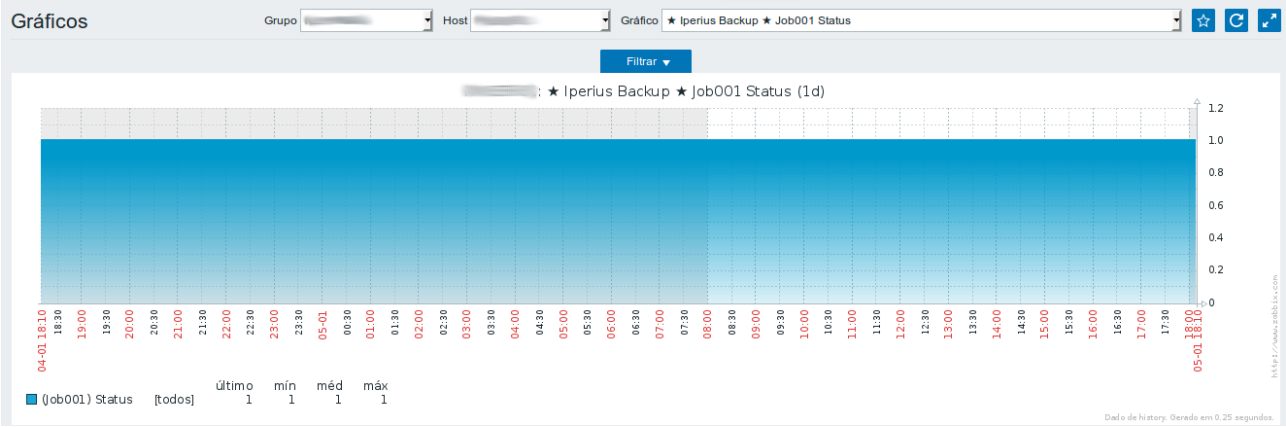 Gráficos
Grupo
Host
Gráfico ★ Iperius Backup ★ Job001 Status
Filtrar ▼
: ★ Iperius Backup ★ Job001 Status (1d)
1.2
1.0
0.8
0.6
0.4
0.2
0
04-01 18:10 18:30 19:00 19:30 20:00 20:30 21:00 21:30 22:00 22:30 23:00 23:30 05-01 00:30 01:00 01:30 02:00 02:30 03:00 03:30 04:00 04:30 05:00 05:30 06:00 06:30 07:00 07:30 08:00 08:30 09:00 09:30 10:00 10:30 11:00 11:30 12:00 12:30 13:00 13:30 14:00 14:30 15:00 15:30 16:00 16:30 17:00 17:30 18:00 05-01 18:10
http://www.zabbix.com
último mín méd máx
(Job001) Status [todos] 1 1 1 1
Dado de history. Gerado em 0.25 segundos.